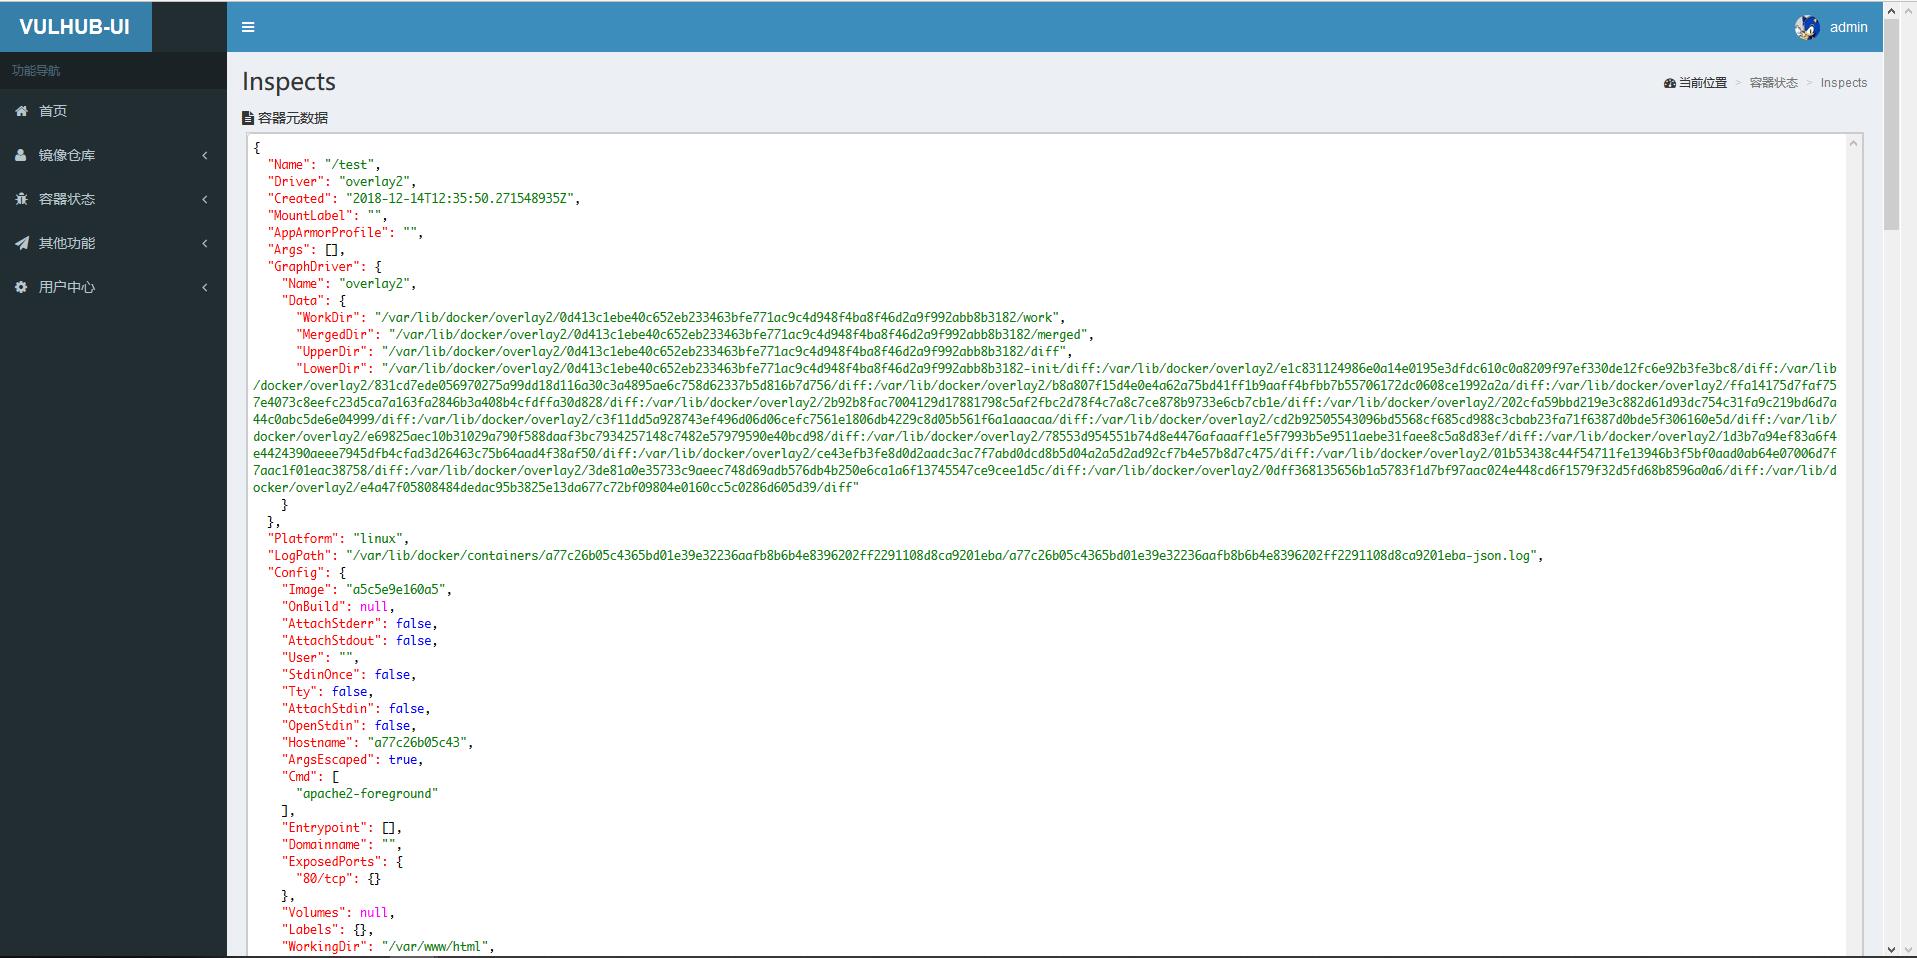 VULHUB-UI
admin
功能导航
首页
镜像仓库
容器状态
其他功能
用户中心
Inspects
当前位置 > 容器状态 > Inspects
容器元数据
{
"Name": "/test",
"Driver": "overlay2",
"Created": "2018-12-14T12:35:50.271548935Z",
"MountLabel": "",
"AppArmorProfile": "",
"Args": [],
"GraphDriver": {
"Name": "overlay2",
"Data": {
"WorkDir": "/var/lib/docker/overlay2/0d413c1ebe40c652eb233463bfe771ac9c4d948f4ba8f46d2a9f992abb8b3182/work",
"MergedDir": "/var/lib/docker/overlay2/0d413c1ebe40c652eb233463bfe771ac9c4d948f4ba8f46d2a9f992abb8b3182/merged",
"UpperDir": "/var/lib/docker/overlay2/0d413c1ebe40c652eb233463bfe771ac9c4d948f4ba8f46d2a9f992abb8b3182/diff",
"LowerDir": "/var/lib/docker/overlay2/0d413c1ebe40c652eb233463bfe771ac9c4d948f4ba8f46d2a9f992abb8b3182-init/diff:/var/lib/docker/overlay2/e1c831124986e0a14e0195e3dfdc610c0a8209f97ef330de12fc6e92b3fe3bc8/diff:/var/lib
/docker/overlay2/831cd7ede056970275a99dd18d116a30c3a4895ae6c758d62337b5d816b7d756/diff:/var/lib/docker/overlay2/b8a807f15d4e0e4a62a75bd41ff1b9aaff4bfbb7b55706172dc0608ce1992a2a/diff:/var/lib/docker/overlay2/ffa14175d7faf75
7e4073c8eefc23d5ca7a163fa2846b3a408b4cfdffa30d828/diff:/var/lib/docker/overlay2/2b92b8fac7004129d17881798c5af2fbc2d78f4c7a8c7ce878b9733e6cb7cb1e/diff:/var/lib/docker/overlay2/202cfa59bbd219e3c882d61d93dc754c31fa9c219bd6d7a
44c0abc5de6e04999/diff:/var/lib/docker/overlay2/c3f11dd5a928743ef496d06d06cefc7561e1806db4229c8d05b561f6a1aaacaa/diff:/var/lib/docker/overlay2/cd2b92505543096bd5568cf685cd988c3cbab23fa71f6387d0bde5f306160e5d/diff:/var/lib/
docker/overlay2/e69825aec10b31029a790f588daaf3bc7934257148c7482e57979590e40bcd98/diff:/var/lib/docker/overlay2/78553d954551b74d8e4476afaaff1e5f7993b5e9511aebe31faee8c5a8d83ef/diff:/var/lib/docker/overlay2/1d3b7a94ef83a6f4
e4424390aeee7945dfb4cfad3d26463c75b64aad4f38af50/diff:/var/lib/docker/overlay2/ce43efb3fe8d0d2aadc3ac7f7abd0dcd8b5d04a2a5d2ad92cf7b4e57b8d7c475/diff:/var/lib/docker/overlay2/01b53438c44f54711fe13946b3f5bf0aad0ab64e07006d7f
7aac1f01eac38758/diff:/var/lib/docker/overlay2/3de81a0e35733c9aeec748d69adb576db4b250e6ca1a6f13745547ce9cee1d5c/diff:/var/lib/docker/overlay2/0dff368135656b1a5783f1d7bf97aac024e448cd6f1579f32d5fd68b8596a0a6/diff:/var/lib/d
ocker/overlay2/e4a47f05808484dedac95b3825e13da677c72bf09804e0160cc5c0286d605d39/diff"
}
},
"Platform": "linux",
"LogPath": "/var/lib/docker/containers/a77c26b05c4365bd01e39e32236aafb8b6b4e8396202ff2291108d8ca9201eba/a77c26b05c4365bd01e39e32236aafb8b6b4e8396202ff2291108d8ca9201eba-json.log",
"Config": {
"Image": "a5c5e9e160a5",
"OnBuild": null,
"AttachStderr": false,
"AttachStdout": false,
"User": "",
"StdinOnce": false,
"Tty": false,
"AttachStdin": false,
"OpenStdin": false,
"Hostname": "a77c26b05c43",
"ArgsEscaped": true,
"Cmd": [
"apache2-foreground"
],
"Entrypoint": [],
"Domainname": "",
"ExposedPorts": {
"80/tcp": {}
},
"Volumes": null,
"Labels": {},
"WorkingDir": "/var/www/html",